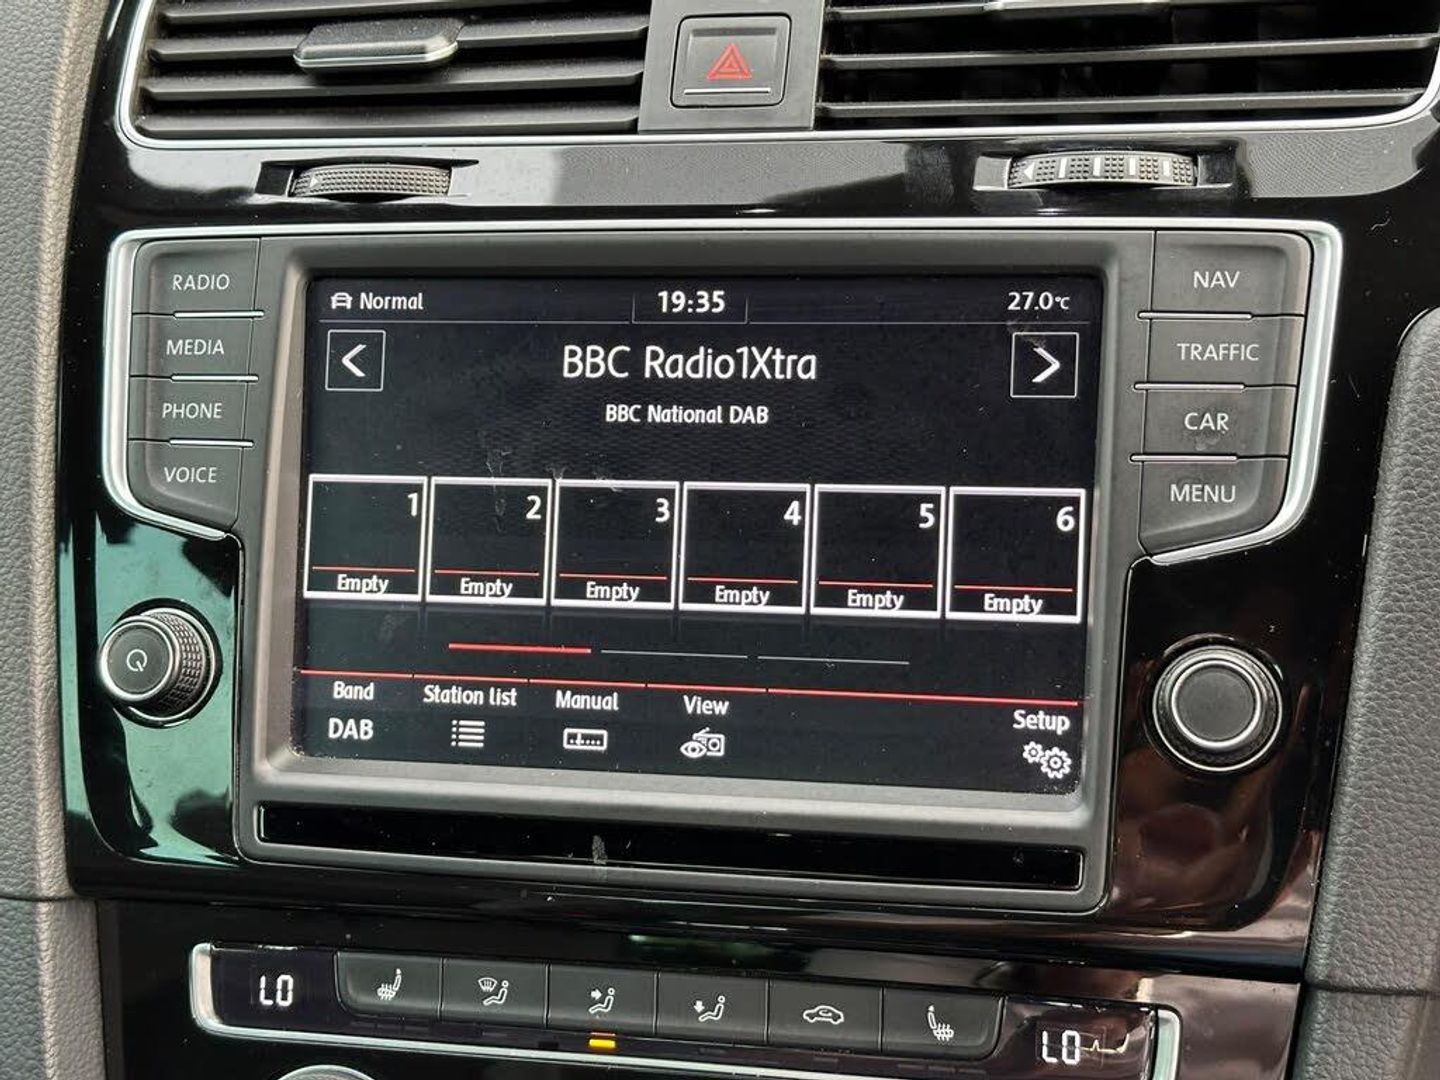 RADIO
MEDIA
PHONE
VOICE
Normal
19:35
27.0°C
BBC Radio1Xtra
BBC National DAB
1
2
3
4
5
6
Empty
Empty
Empty
Empty
Empty
Empty
Band
Station list
Manual
View
Setup
DAB
NAV
TRAFFIC
CAR
MENU
LO
LO